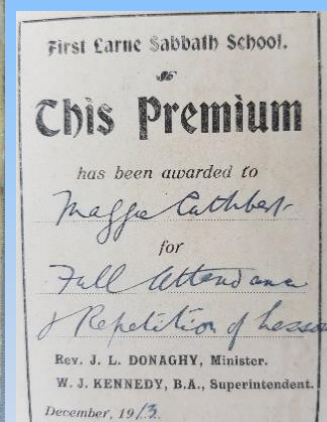 First Larne Sabbath School.
This Premium
has been awarded to
Maggie Cuthbert
for
Full Attendance
& Repetition of Lesso
Rev. J. L. DONAGHY, Minister.
W. J. KENNEDY, B.A., Superintendent.
December, 1913.